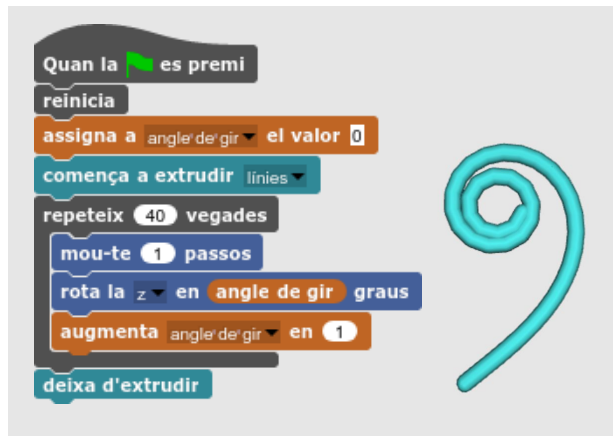 Quan la es premi
reinicia
assigna a angle de gir el valor 0
comença a extrudir línies
repeteix 40 vegades
mou-te 1 passos
rota la z en angle de gir graus
augmenta angle de gir en 1
deixa d'extrudir